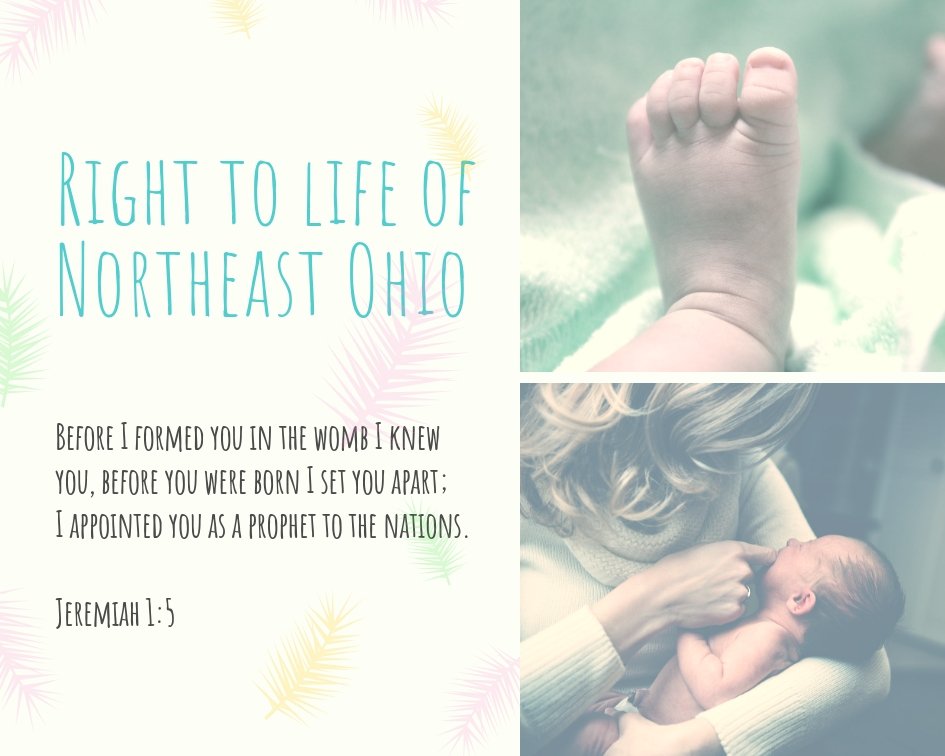 Right to life of
Northeast Ohio
Before I formed you in the womb I knew
you, before you were born I set you apart;
I appointed you as a prophet to the nations.
Jeremiah 1:5